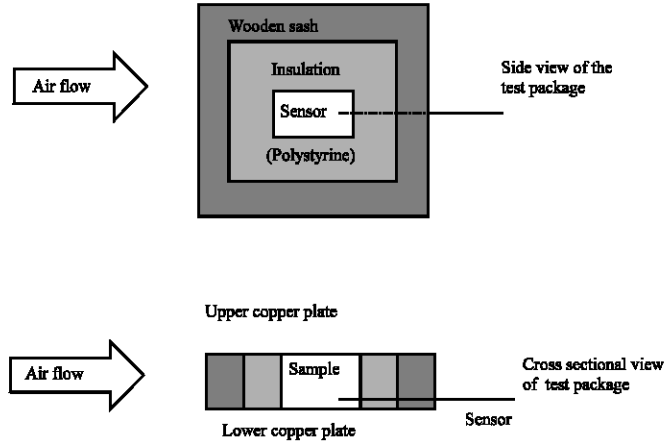 Wooden sash
Insulation
Air flow
Sensor
(Polystyrine)
Side view of the
test package
Upper copper plate
Air flow
Sample
Cross sectional view
of test package
Sensor
Lower copper plate